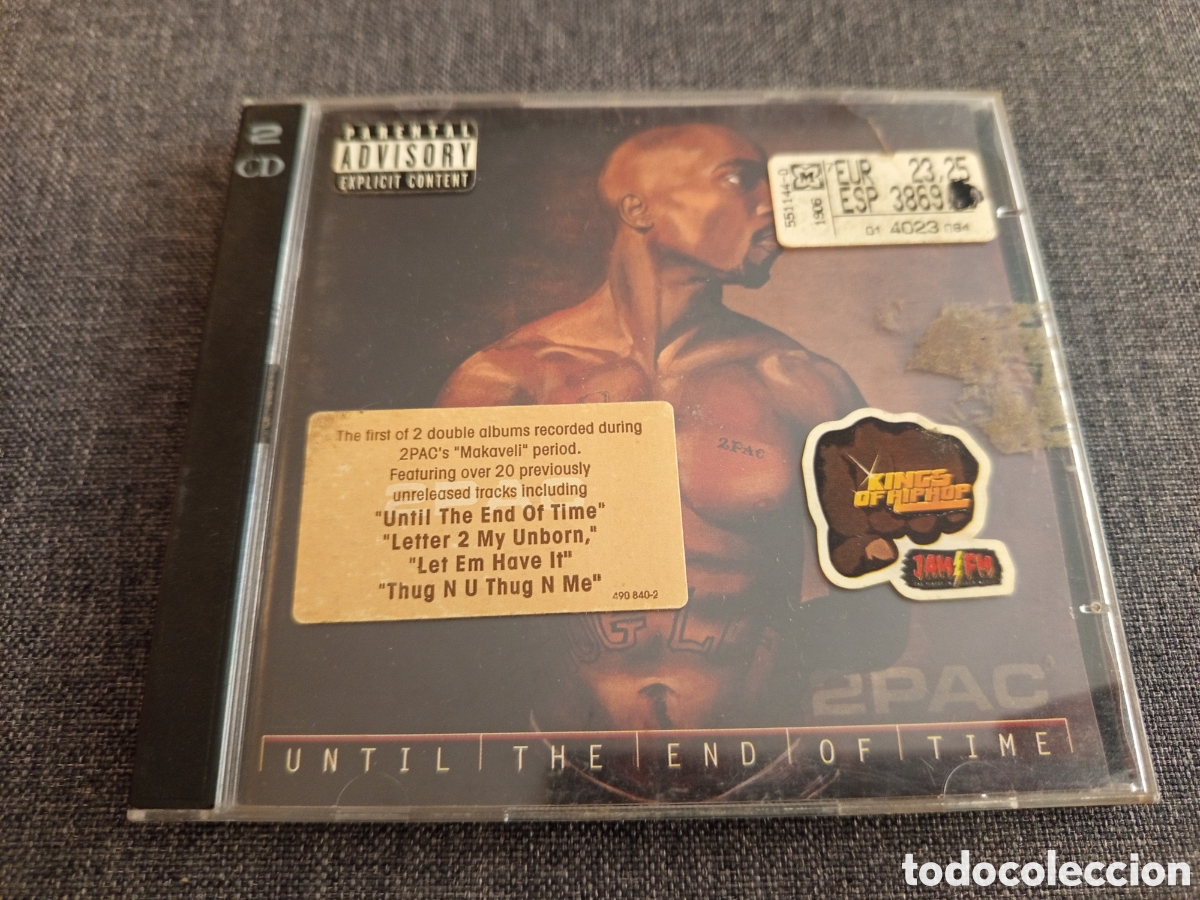 2
CD
PARENTAL
ADVISORY
EXPLICIT CONTENT
551144-0
1906
M
EUR 23,25
ESP 3869
01 4023 094
2PAC
The first of 2 double albums recorded during
2PAC's "Makaveli" period.
Featuring over 20 previously
unreleased tracks including
"Until The End Of Time"
"Letter 2 My Unborn,"
"Let Em Have It"
"Thug N U Thug N Me"
490 840-2
KINGS
OF HIPHOP
JAM FM
2PAC
UNTIL THE END OF TIME
todocoleccion